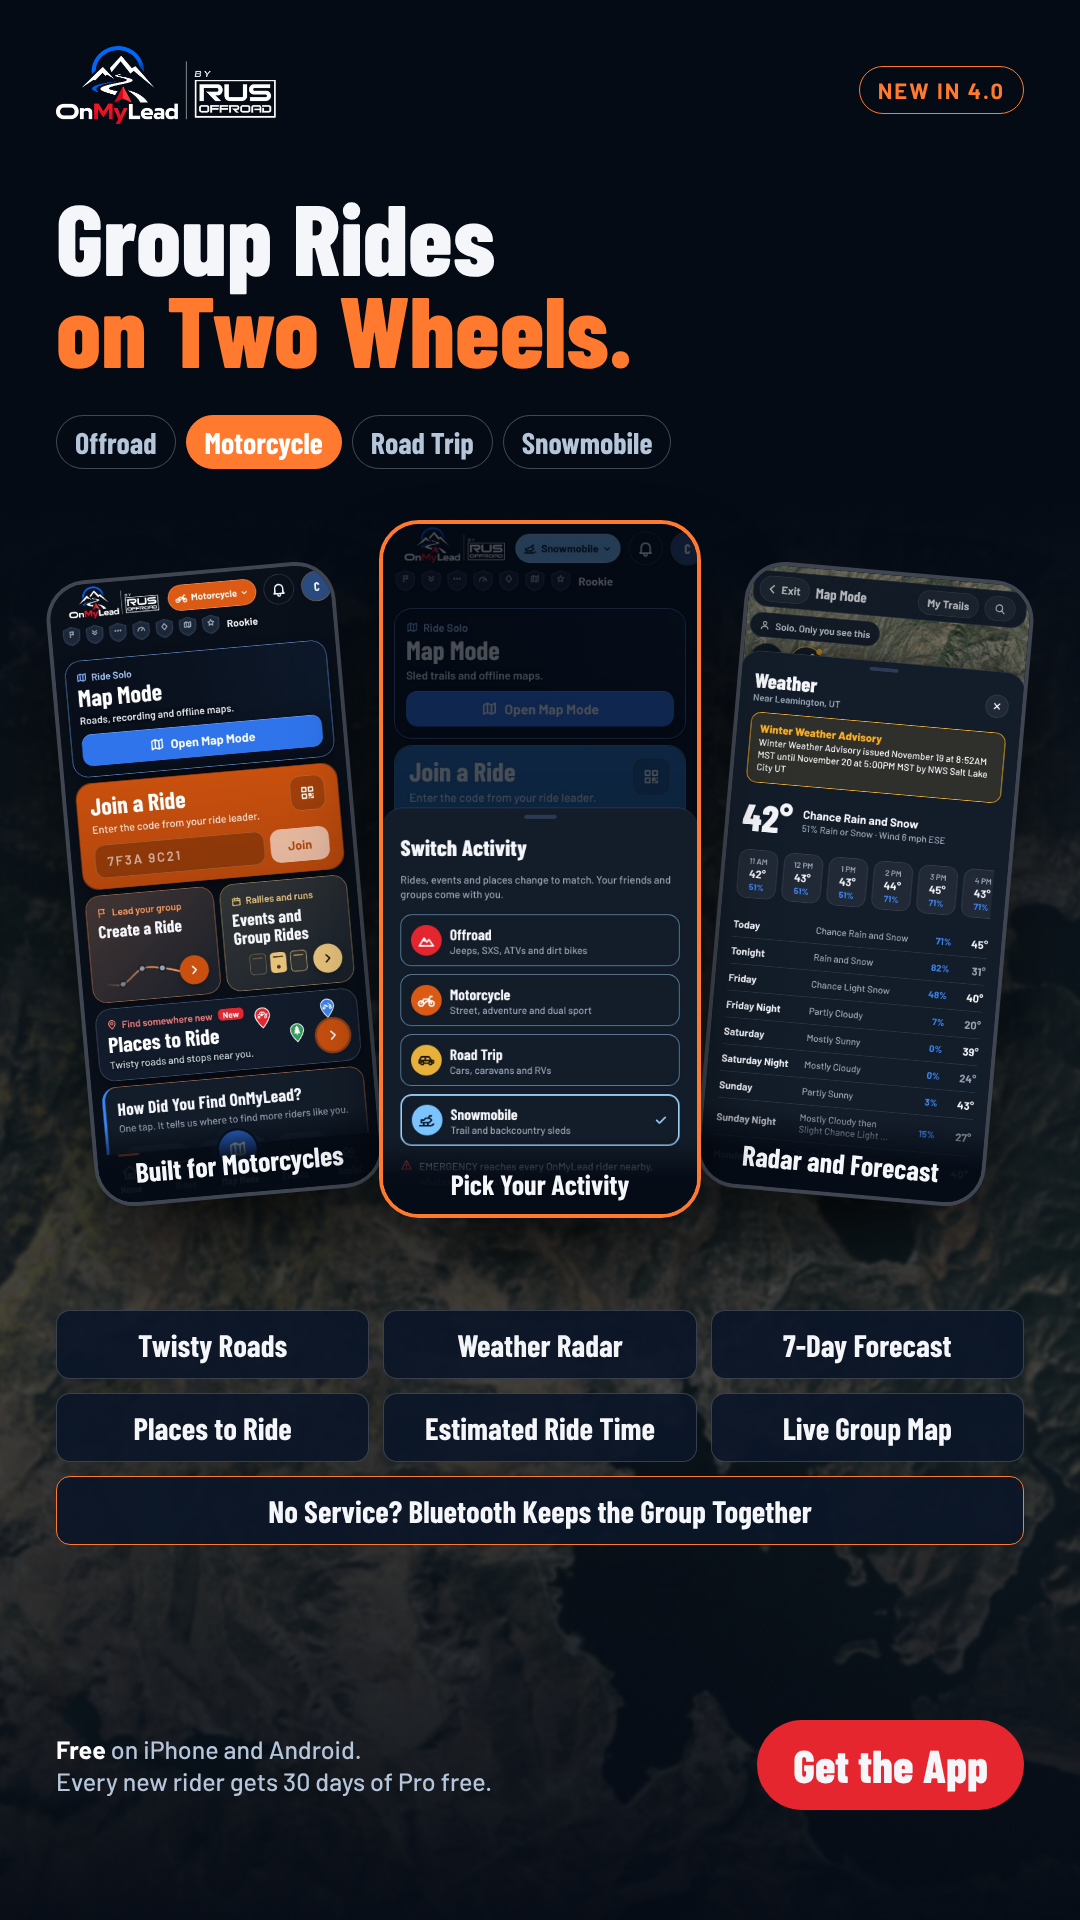 OnMyLead
BY
RUS
OFFROAD
NEW IN 4.0
Group Rides
on Two Wheels.
Offroad
Motorcycle
Road Trip
Snowmobile
OnMyLead
BY
RUS
OFFROAD
Motorcycle
C
Rookie
Ride Solo
Map Mode
Roads, recording and offline maps.
Open Map Mode
Join a Ride
Enter the code from your ride leader.
7F3A 9C21
Join
Lead your group
Create a Ride
Rallies and runs
Events and
Group Rides
Find somewhere new
New
Places to Ride
Twisty roads and stops near you.
How Did You Find OnMyLead?
One tap. It tells us where to find more riders like you.
Built for Motorcycles
OnMyLead
BY
RUS
OFFROAD
Snowmobile
C
Rookie
Ride Solo
Map Mode
Sled trails and offline maps.
Open Map Mode
Join a Ride
Enter the code from your ride leader.
Switch Activity
Rides, events and places change to match. Your friends and
groups come with you.
Offroad
Jeeps, SXS, ATVs and dirt bikes
Motorcycle
Street, adventure and dual sport
Road Trip
Cars, caravans and RVs
Snowmobile
Trail and backcountry sleds
EMERGENCY reaches every OnMyLead rider nearby.
Pick Your Activity
Exit
Map Mode
My Trails
Solo. Only you see this
Weather
Near Leamington, UT
Winter Weather Advisory
Winter Weather Advisory issued November 19 at 8:52AM
MST until November 20 at 5:00PM MST by NWS Salt Lake
City UT
42°
Chance Rain and Snow
51% Rain or Snow · Wind 6 mph ESE
11 AM 42° 51%
12 PM 43° 51%
1 PM 43° 51%
2 PM 44° 71%
3 PM 45° 71%
4 PM 43° 71%
Today Chance Rain and Snow 71% 45°
Tonight Rain and Snow 82% 31°
Friday Chance Light Snow 48% 40°
Friday Night Partly Cloudy 7% 20°
Saturday Mostly Sunny 0% 39°
Saturday Night Mostly Cloudy 0% 24°
Sunday Partly Sunny 3% 43°
Sunday Night Mostly Cloudy then
Slight Chance Light ... 15% 27°
Radar and Forecast
Twisty Roads
Weather Radar
7-Day Forecast
Places to Ride
Estimated Ride Time
Live Group Map
No Service? Bluetooth Keeps the Group Together
Free on iPhone and Android.
Every new rider gets 30 days of Pro free.
Get the App